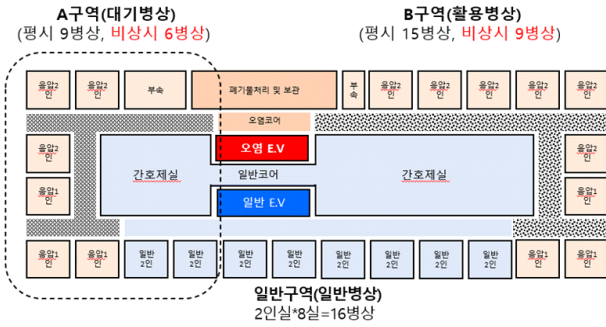 A구역(대기병상)
(평시 9병상, 비상시 6병상)
B구역(활용병상)
(평시 15병상, 비상시 9병상)
음압2
인
음압2
인
부속
폐기물처리 및 보관
부
속
음압2
인
음압2
인
음압2
인
음압2
인
음압2
인
오염코어
음압2
인
오염 E.V
음압2
인
간호제실
일반코어
간호제실
음압1
인
일반 E.V
음압1
인
음압1
인
음압1
인
일반
2인
일반
2인
일반
2인
일반
2인
일반
2인
일반
2인
일반
2인
일반
2인
음압1
인
음압1
인
일반구역(일반병상)
2인실*8실=16병상